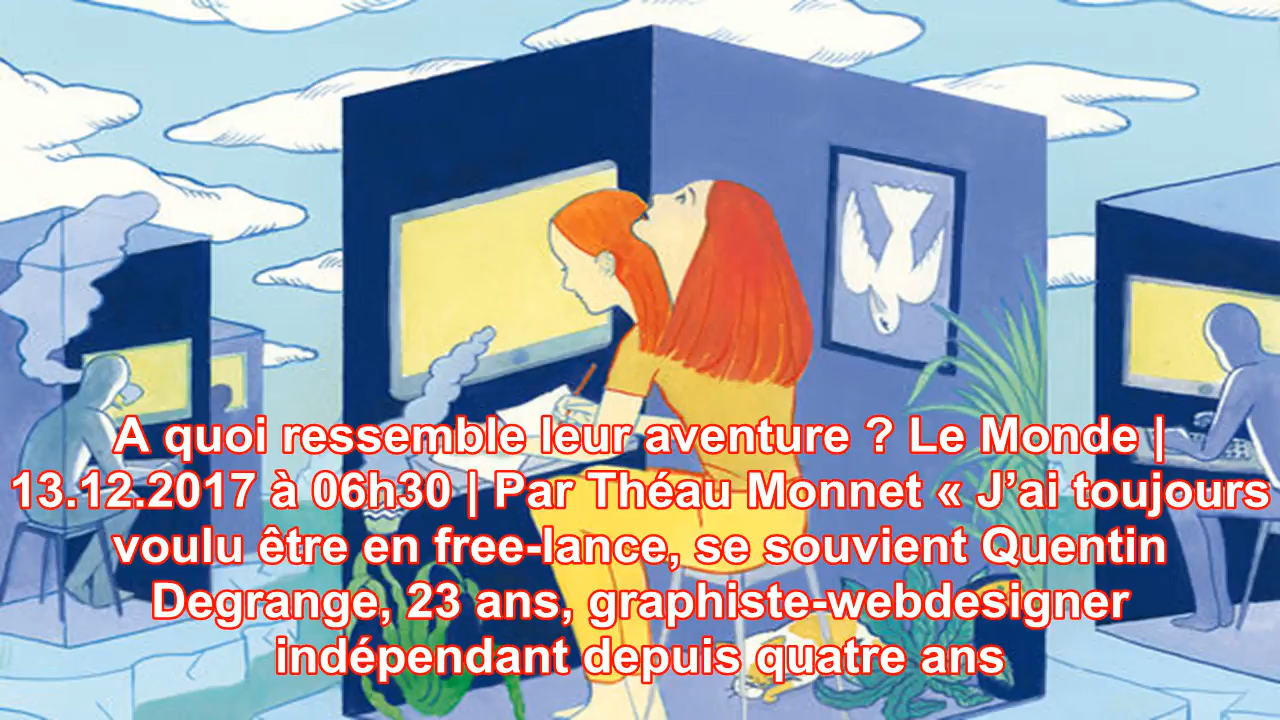 A quoi ressemble leur aventure ? Le Monde |
13.12.2017 à 06h30 | Par Théau Monnet « J’ai toujours
voulu être en free-lance, se souvient Quentin
Degrange, 23 ans, graphiste-webdesigner
indépendant depuis quatre ans